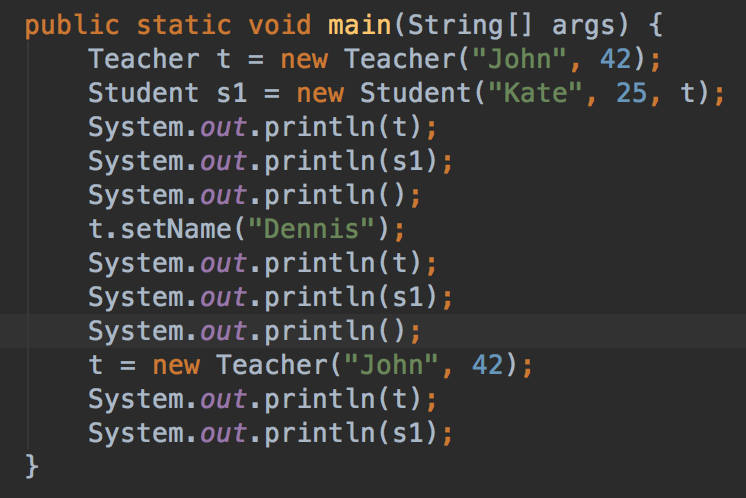 public static void main(String[] args) {
    Teacher t = new Teacher("John", 42);
    Student s1 = new Student("Kate", 25, t);
    System.out.println(t);
    System.out.println(s1);
    System.out.println();
    t.setName("Dennis");
    System.out.println(t);
    System.out.println(s1);
    System.out.println();
    t = new Teacher("John", 42);
    System.out.println(t);
    System.out.println(s1);
}